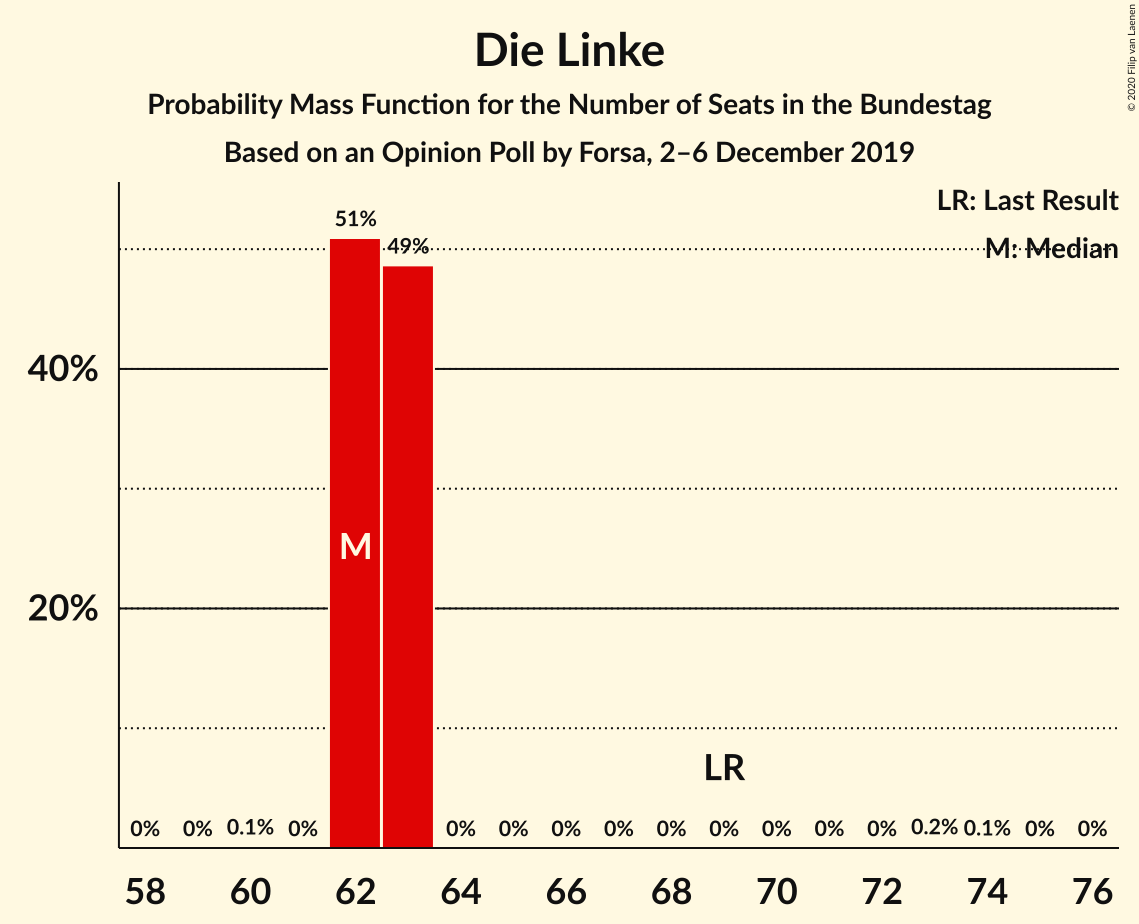 Die Linke
Probability Mass Function for the Number of Seats in the Bundestag
Based on an Opinion Poll by Forsa, 2–6 December 2019
© 2020 Filip van Laenen
LR: Last Result
M: Median
51%
49%
40%
20%
M
LR
0% 0% 0.1% 0% 0% 0% 0% 0% 0% 0% 0% 0% 0% 0.2% 0.1% 0% 0%
58 60 62 64 66 68 70 72 74 76